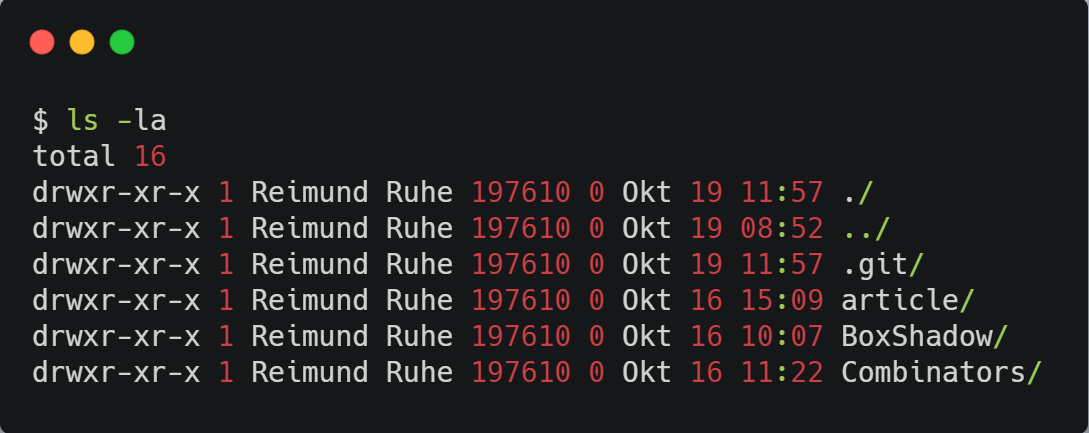 $ ls -la
total 16
drwxr-xr-x 1 Reimund Ruhe 197610 0 Okt 19 11:57 ./
drwxr-xr-x 1 Reimund Ruhe 197610 0 Okt 19 08:52 ../
drwxr-xr-x 1 Reimund Ruhe 197610 0 Okt 19 11:57 .git/
drwxr-xr-x 1 Reimund Ruhe 197610 0 Okt 16 15:09 article/
drwxr-xr-x 1 Reimund Ruhe 197610 0 Okt 16 10:07 BoxShadow/
drwxr-xr-x 1 Reimund Ruhe 197610 0 Okt 16 11:22 Combinators/